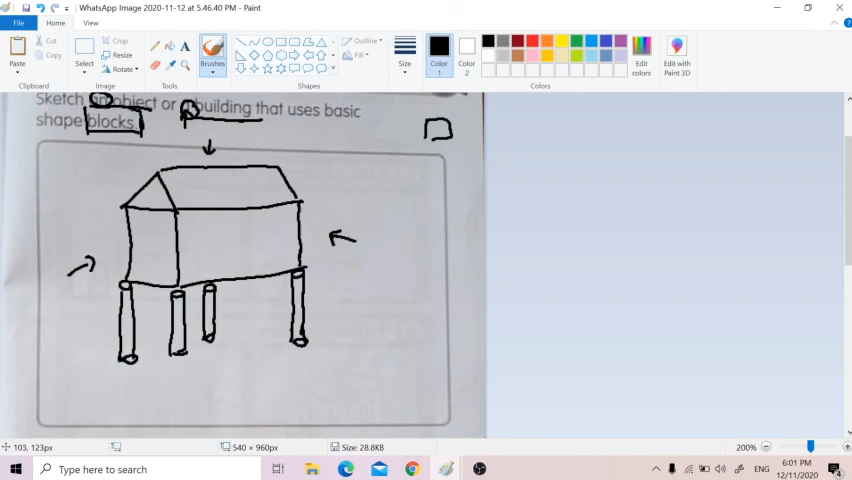 WhatsApp Image 2020-11-12 at 5.46.40 PM - Paint
File
Home
View
Paste
Cut
Copy
Clipboard
Select
Crop
Resize
Rotate
Image
A
Tools
Brushes
Shapes
Outline
Fill
Size
Color 1
Color 2
Colors
Edit colors
Edit with Paint 3D
Sketch an object or a building that uses basic
shape blocks.
103, 123px
540 × 960px
Size: 28.8KB
200%
Type here to search
ENG
6:01 PM
12/11/2020
4